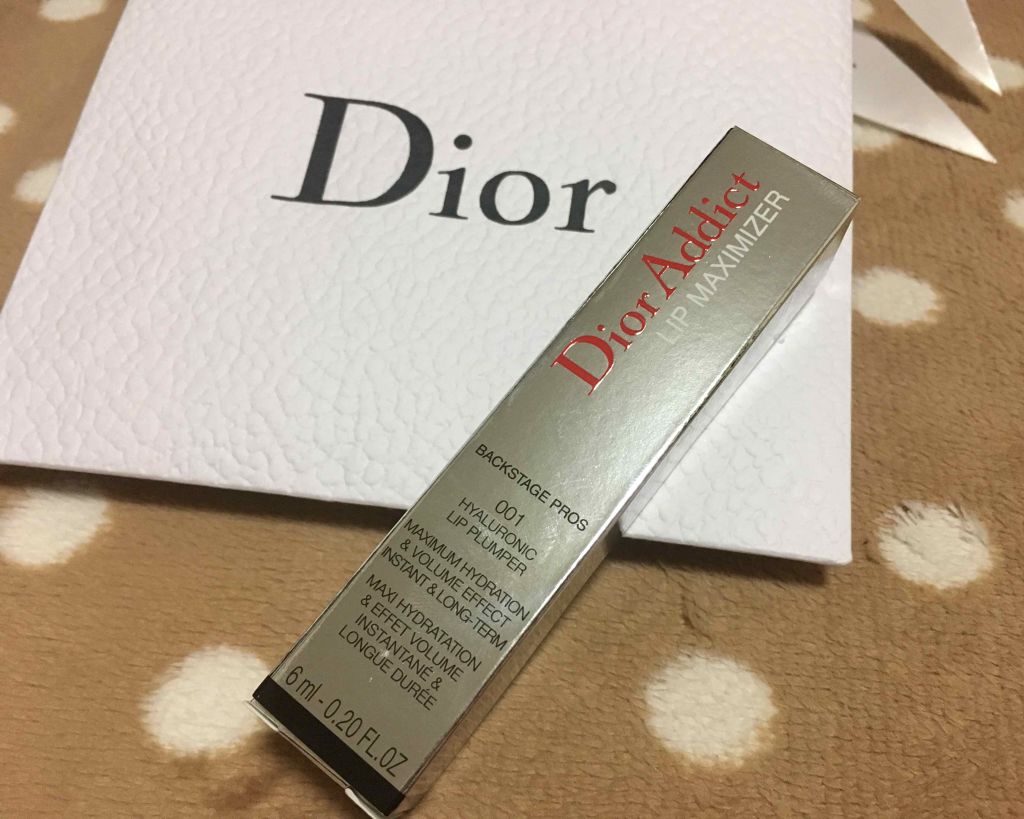 Dior
Dior Addict
LIP MAXIMIZER
BACKSTAGE PROS
001
HYALURONIC
LIP PLUMPER
MAXIMUM HYDRATION
& VOLUME EFFECT
INSTANT & LONG-TERM
MAXI HYDRATATION
& EFFET VOLUME
INSTANTANÉ &
LONGUE DURÉE
6 ml - 0.20 FL.OZ